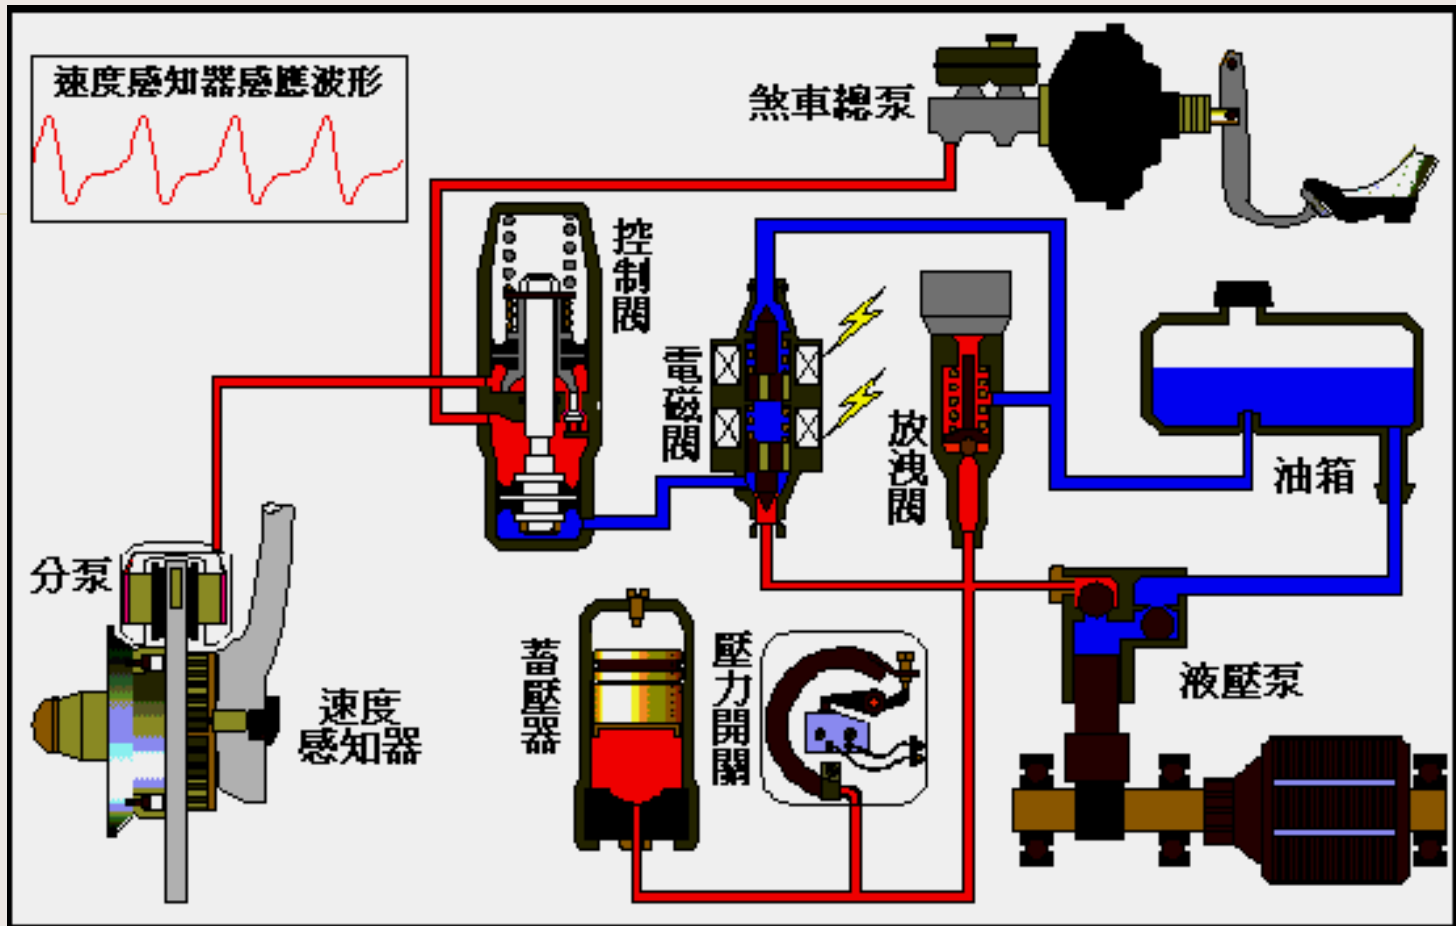 速度感知器感應波形
煞車總泵
控制閥
電磁閥
放洩閥
油箱
分泵
速度
感知器
蓄壓器
壓力開關
液壓泵